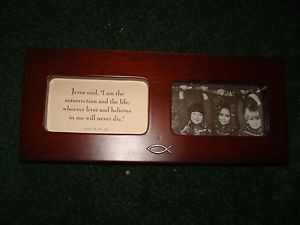 Jesus said, "I am the
resurrection and the life;
whoever lives and believes
in me will never die."